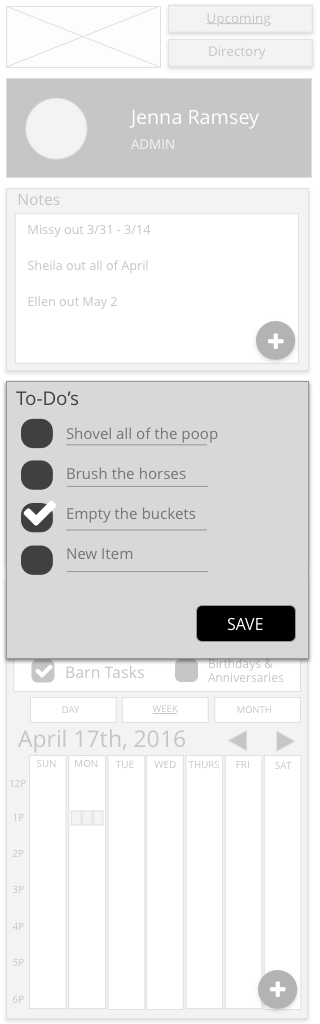 Upcoming
Directory
Jenna Ramsey
ADMIN
Notes
Missy out 3/31 - 3/14
Sheila out all of April
Ellen out May 2
To-Do's
Shovel all of the poop
Brush the horses
Empty the buckets
New Item
SAVE
Barn Tasks
Birthdays &
Anniversaries
DAY WEEK MONTH
April 17th, 2016
SUN MON TUE WED THURS FRI SAT
12P
1P
2P
3P
4P
5P
6P